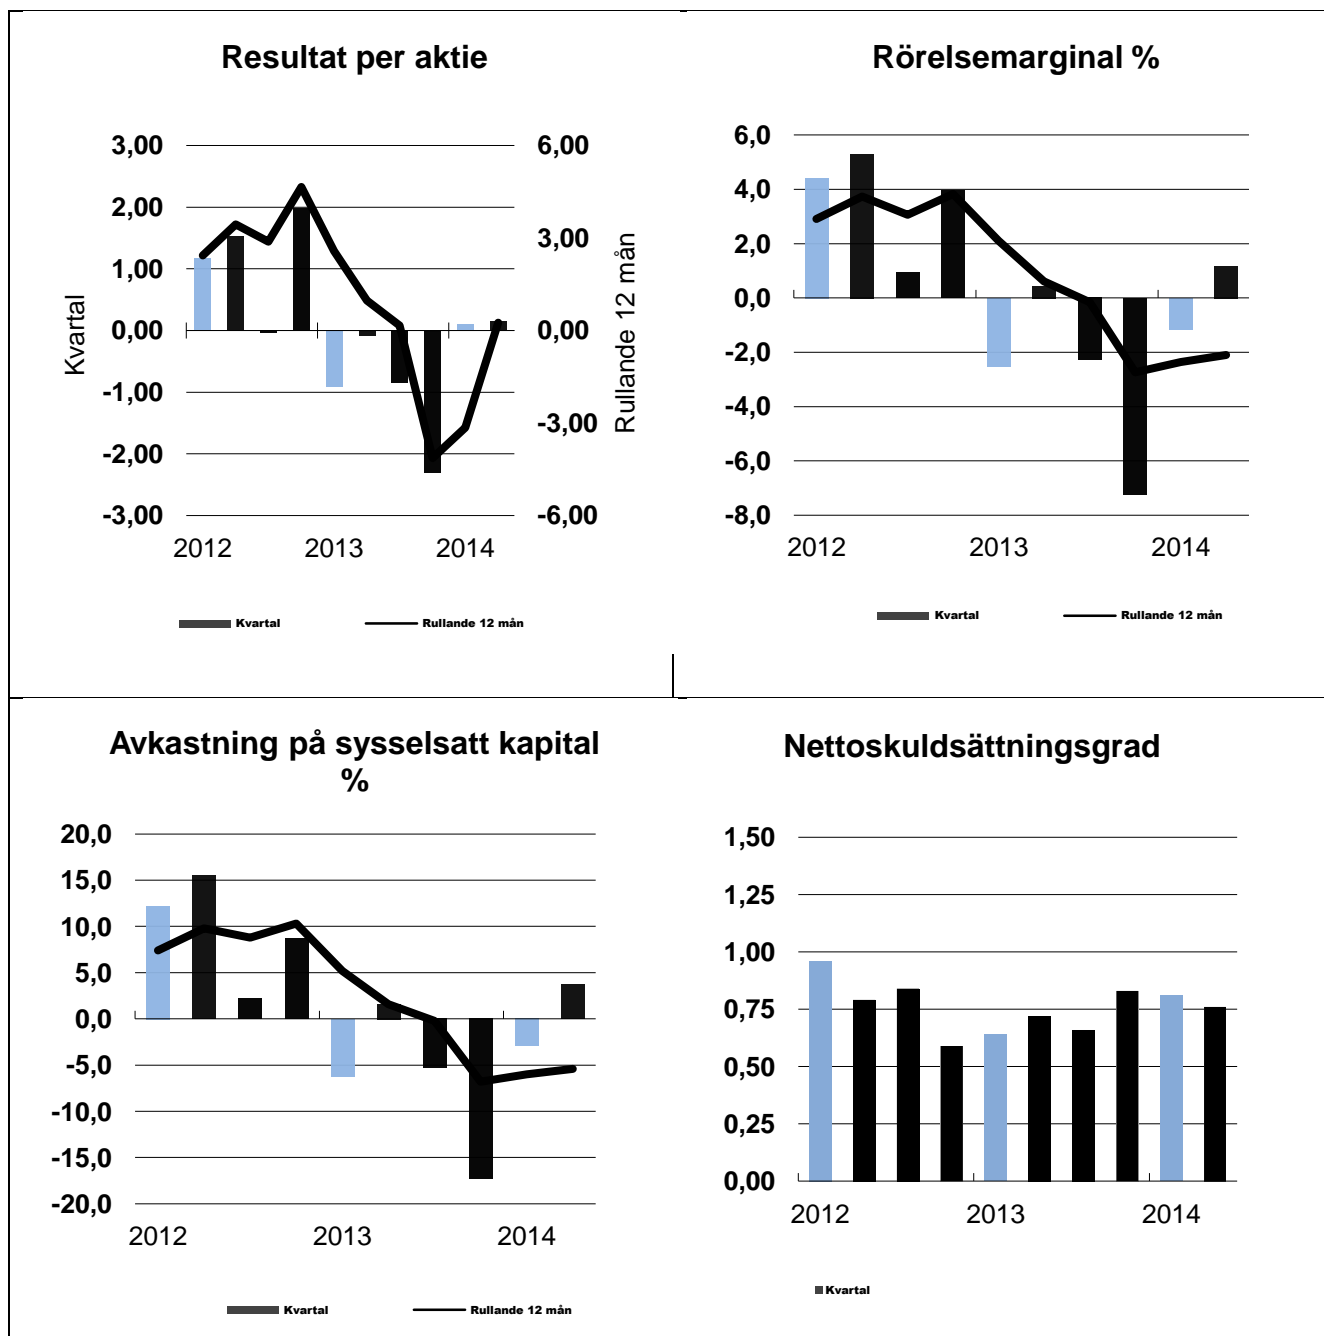 Resultat per aktie
3,00
2,00
1,00
0,00
-1,00
-2,00
-3,00
Kvartal
6,00
3,00
0,00
-3,00
-6,00
Rullande 12 mån
2012 2013 2014
Kvartal Rullande 12 mån
Rörelsemarginal %
6,0
4,0
2,0
0,0
-2,0
-4,0
-6,0
-8,0
2012 2013 2014
Kvartal Rullande 12 mån
Avkastning på sysselsatt kapital
%
20,0
15,0
10,0
5,0
0,0
-5,0
-10,0
-15,0
-20,0
2012 2013 2014
Kvartal Rullande 12 mån
Nettoskuldsättningsgrad
1,50
1,25
1,00
0,75
0,50
0,25
0,00
2012 2013 2014
Kvartal